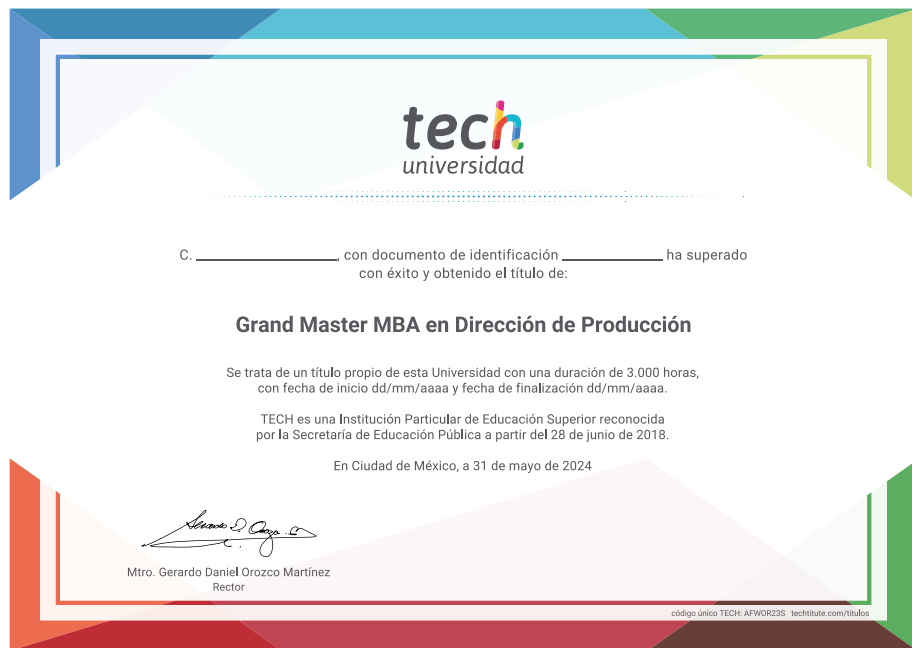 tech
universidad
C. __________________, con documento de identificación _____________ ha superado
con éxito y obtenido el título de:
Grand Master MBA en Dirección de Producción
Se trata de un título propio de esta Universidad con una duración de 3.000 horas,
con fecha de inicio dd/mm/aaaa y fecha de finalización dd/mm/aaaa.
TECH es una Institución Particular de Educación Superior reconocida
por la Secretaría de Educación Pública a partir del 28 de junio de 2018.
En Ciudad de México, a 31 de mayo de 2024
Mtro. Gerardo Daniel Orozco Martínez
Rector
código único TECH: AFWOR23S techtitute.com/titulos